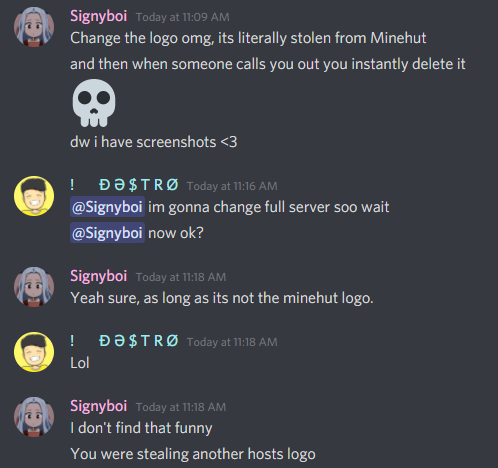 Signyboi Today at 11:09 AM
Change the logo omg, its literally stolen from Minehut
and then when someone calls you out you instantly delete it
dw i have screenshots <3
! Đ Ə $ T R Ø Today at 11:16 AM
@Signyboi im gonna change full server soo wait
@Signyboi now ok?
Signyboi Today at 11:18 AM
Yeah sure, as long as its not the minehut logo.
! Đ Ə $ T R Ø Today at 11:18 AM
Lol
Signyboi Today at 11:18 AM
I don't find that funny
You were stealing another hosts logo